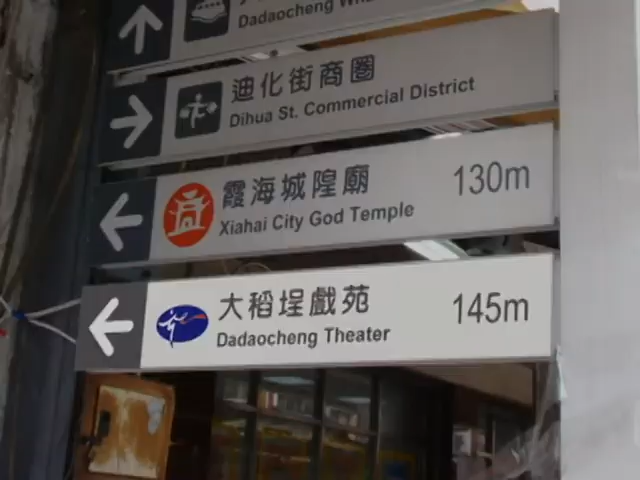 Dadaocheng
迪化街商圈
Dihua St. Commercial District
霞海城隍廟
Xiahai City God Temple
130m
大稻埕戲苑
Dadaocheng Theater
145m